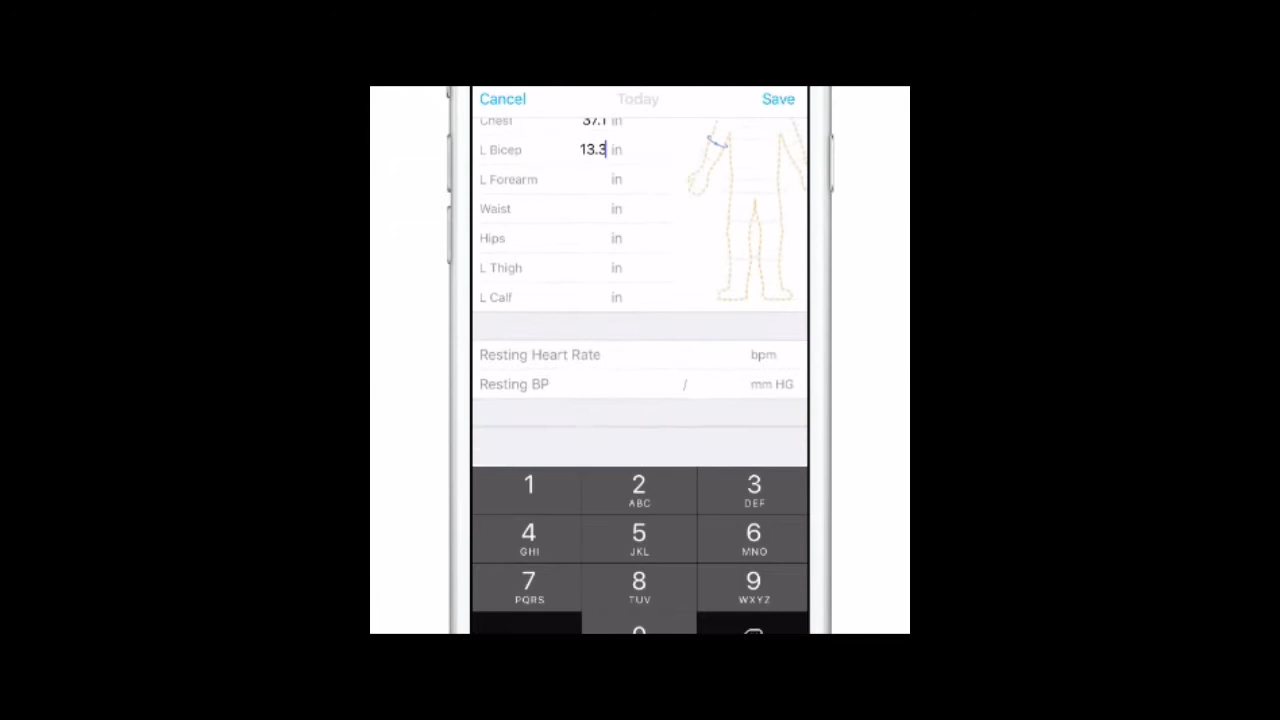 Cancel Today Save
Chest 37.1 in
L Bicep 13.3 in
L Forearm in
Waist in
Hips in
L Thigh in
L Calf in
Resting Heart Rate bpm
Resting BP / mm HG
1 2 3
ABC DEF
4 5 6
GHI JKL MNO
7 8 9
PQRS TUV WXYZ
0